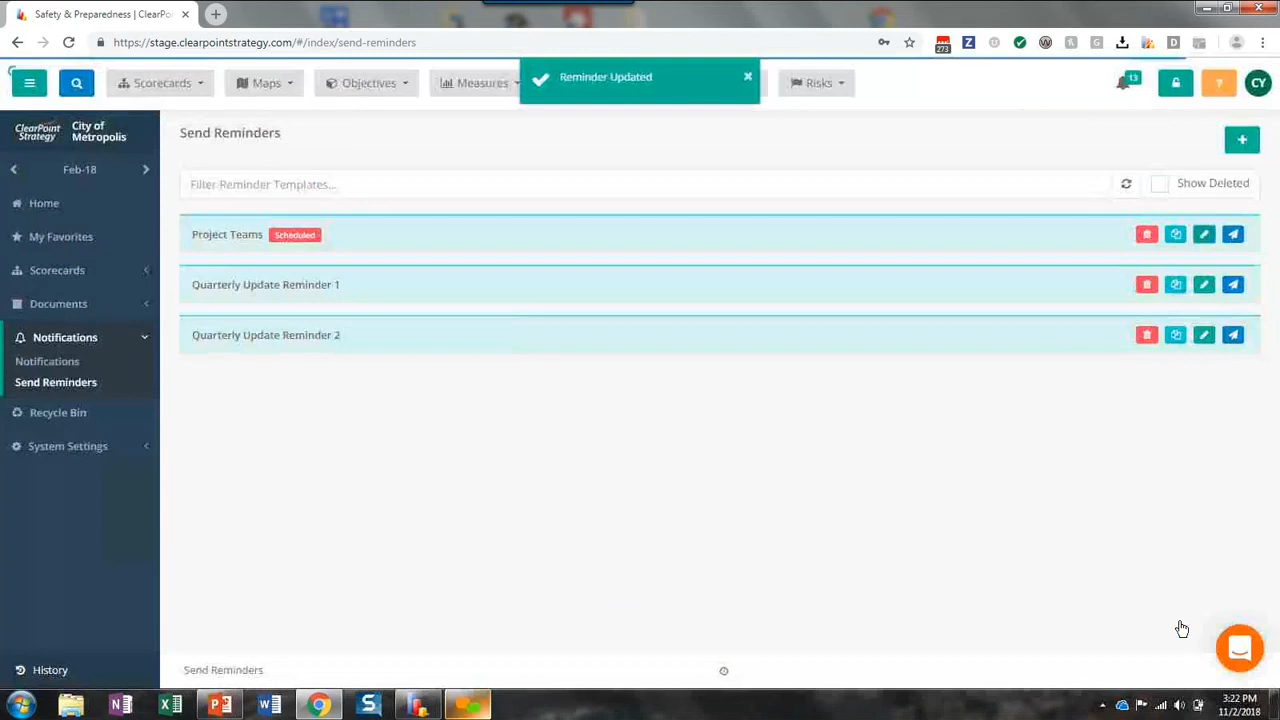 Safety & Preparedness | ClearPoi
https://stage.clearpointstrategy.com/#/index/send-reminders
273
Z
W
G
D
Scorecards
Maps
Objectives
Measures
Reminder Updated
Risks
13
?
CY
ClearPoint
Strategy
City of
Metropolis
Feb-18
Home
My Favorites
Scorecards
Documents
Notifications
Notifications
Send Reminders
Recycle Bin
System Settings
History
Send Reminders
+
Filter Reminder Templates...
Show Deleted
Project Teams Scheduled
Quarterly Update Reminder 1
Quarterly Update Reminder 2
Send Reminders
3:22 PM
11/2/2018